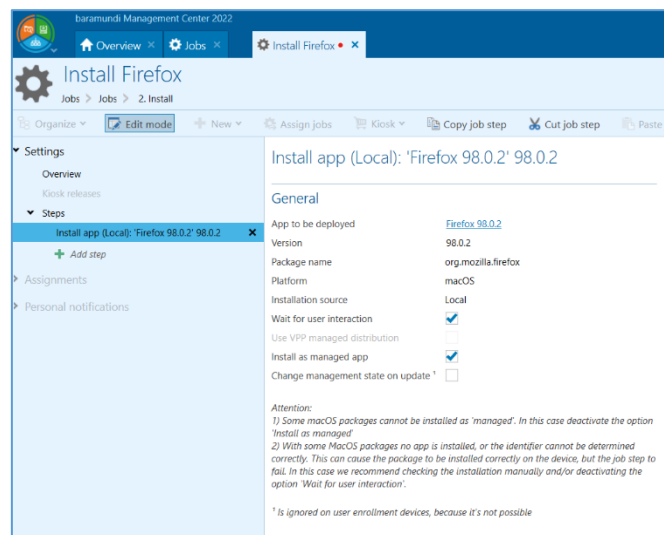 baramundi Management Center 2022
Overview × Jobs × Install Firefox ×
Install Firefox
Jobs > Jobs > 2. Install
Organize Edit mode New Assign jobs Kiosk Copy job step Cut job step Paste
Settings
Overview
Kiosk releases
Steps
Install app (Local): 'Firefox 98.0.2' 98.0.2
Add step
Assignments
Personal notifications
Install app (Local): 'Firefox 98.0.2' 98.0.2
General
App to be deployed Firefox 98.0.2
Version 98.0.2
Package name org.mozilla.firefox
Platform macOS
Installation source Local
Wait for user interaction
Use VPP managed distribution
Install as managed app
Change management state on update ¹
Attention:
1) Some macOS packages cannot be installed as 'managed'. In this case deactivate the option
'Install as managed'
2) With some MacOS packages no app is installed, or the identifier cannot be determined
correctly. This can cause the package to be installed correctly on the device, but the job step to
fail. In this case we recommend checking the installation manually and/or deactivating the
option 'Wait for user interaction'.
¹ Is ignored on user enrollment devices, because it's not possible